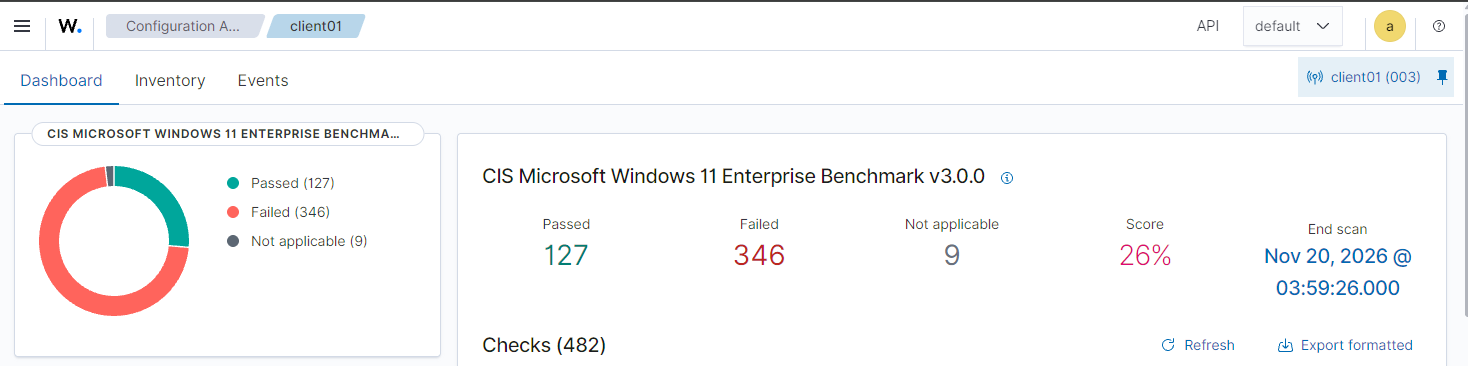 W. Configuration A... client01 API default a
Dashboard Inventory Events client01 (003)
CIS MICROSOFT WINDOWS 11 ENTERPRISE BENCHMA...
Passed (127)
Failed (346)
Not applicable (9)
CIS Microsoft Windows 11 Enterprise Benchmark v3.0.0
Passed Failed Not applicable Score End scan
127 346 9 26% Nov 20, 2026 @
03:59:26.000
Checks (482) Refresh Export formatted